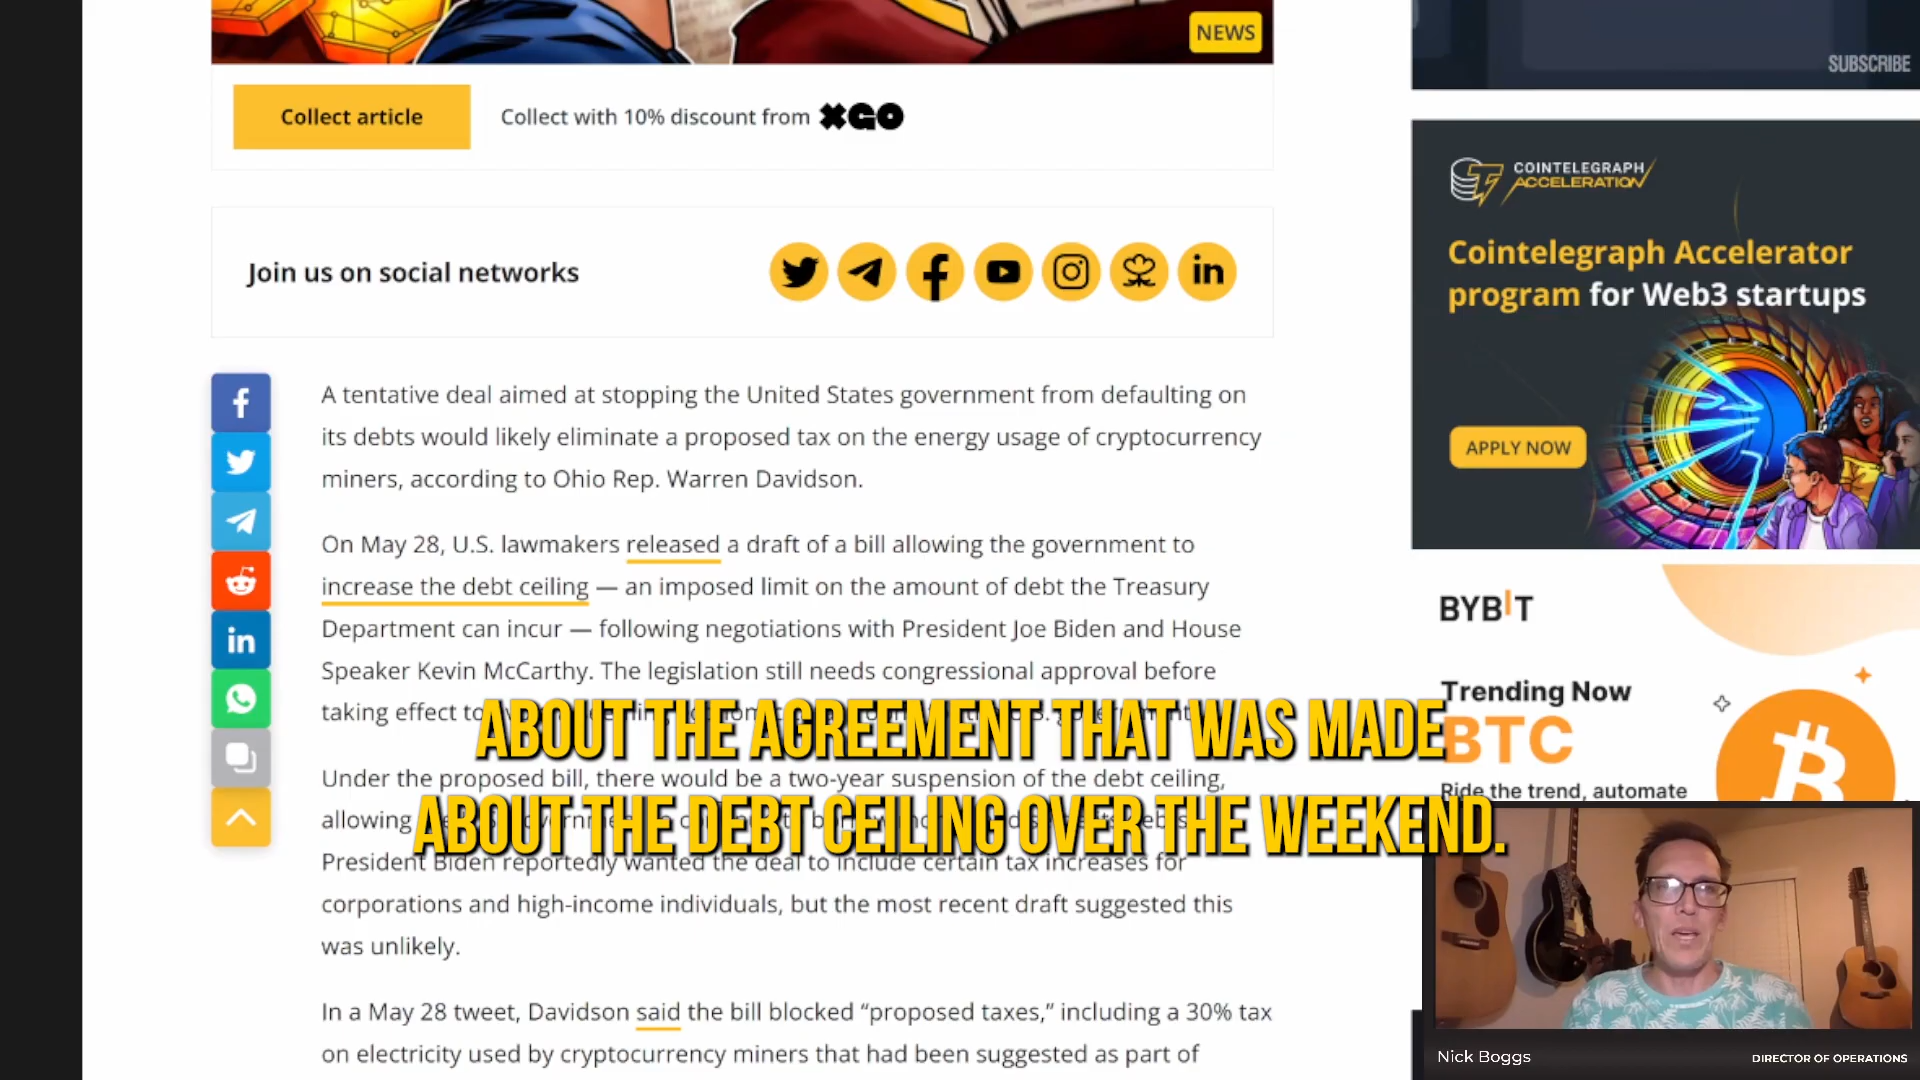 NEWS
SUBSCRIBE
Collect article
Collect with 10% discount from XGO
Join us on social networks
COINTELEGRAPH
ACCELERATION
Cointelegraph Accelerator
program for Web3 startups
APPLY NOW
A tentative deal aimed at stopping the United States government from defaulting on
its debts would likely eliminate a proposed tax on the energy usage of cryptocurrency
miners, according to Ohio Rep. Warren Davidson.
On May 28, U.S. lawmakers released a draft of a bill allowing the government to
increase the debt ceiling — an imposed limit on the amount of debt the Treasury
Department can incur — following negotiations with President Joe Biden and House
Speaker Kevin McCarthy. The legislation still needs congressional approval before
taking effect
ABOUT THE AGREEMENT THAT WAS MADE
Under the proposed bill, there would be a two-year suspension of the debt ceiling,
allowing
ABOUT THE DEBT CEILING OVER THE WEEKEND.
President Biden reportedly wanted the deal to include certain tax increases for
corporations and high-income individuals, but the most recent draft suggested this
was unlikely.
In a May 28 tweet, Davidson said the bill blocked “proposed taxes,” including a 30% tax
on electricity used by cryptocurrency miners that had been suggested as part of
BYBIT
Trending Now
BTC
Ride the trend, automate
Nick Boggs
DIRECTOR OF OPERATIONS